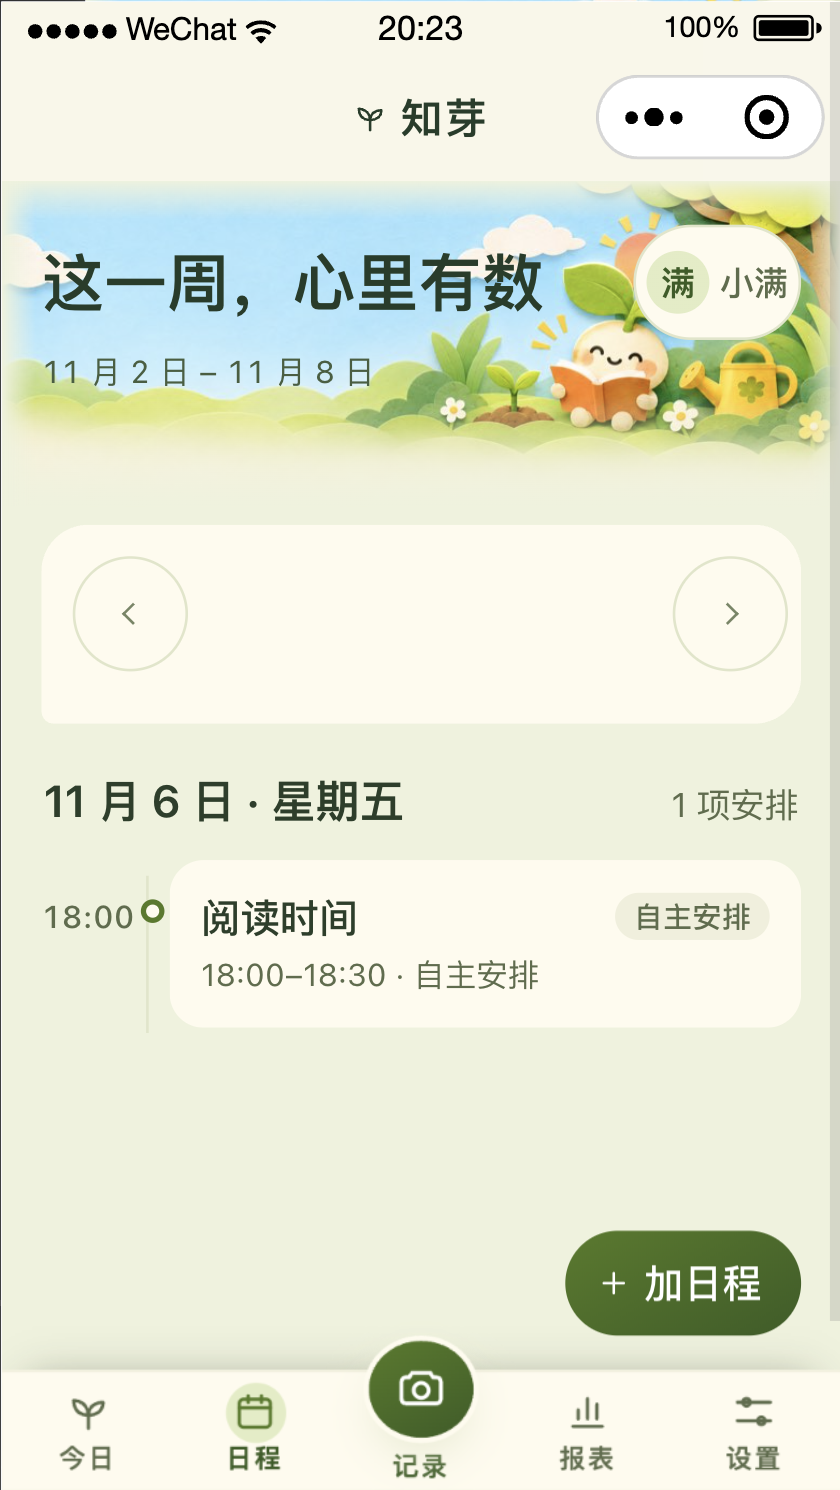 WeChat 20:23 100%
知芽
这一周，心里有数
满 小满
11 月 2 日 – 11 月 8 日
11 月 6 日 · 星期五
1 项安排
18:00
阅读时间
自主安排
18:00–18:30 · 自主安排
+ 加日程
今日
日程
记录
报表
设置